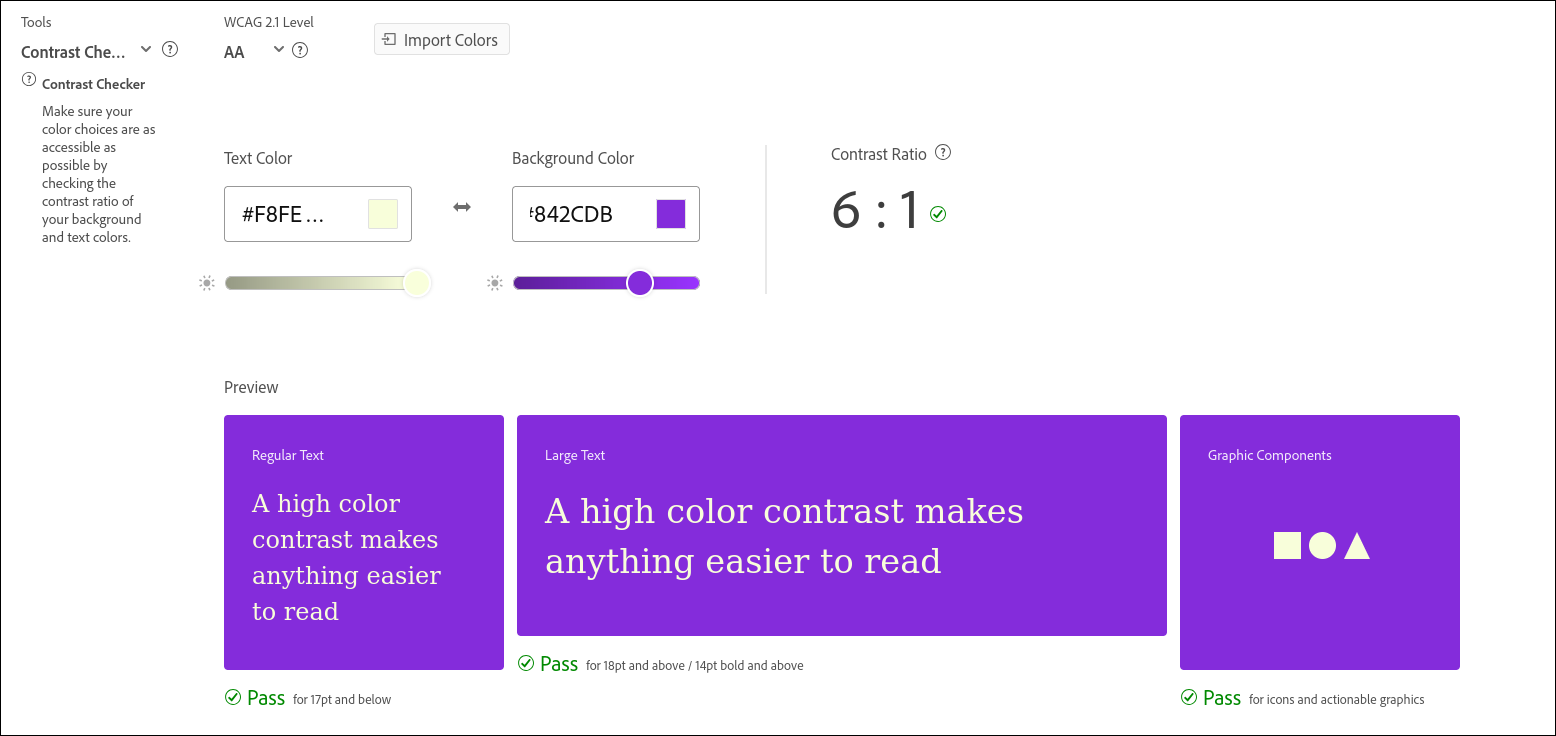 Tools
Contrast Che...
Contrast Checker
Make sure your
color choices are as
accessible as
possible by
checking the
contrast ratio of
your background
and text colors.
WCAG 2.1 Level
AA
Import Colors
Text Color
#F8FE...
Background Color
#842CDB
Contrast Ratio
6 : 1
Preview
Regular Text
A high color
contrast makes
anything easier
to read
Pass for 17pt and below
Large Text
A high color contrast makes
anything easier to read
Pass for 18pt and above / 14pt bold and above
Graphic Components
Pass for icons and actionable graphics